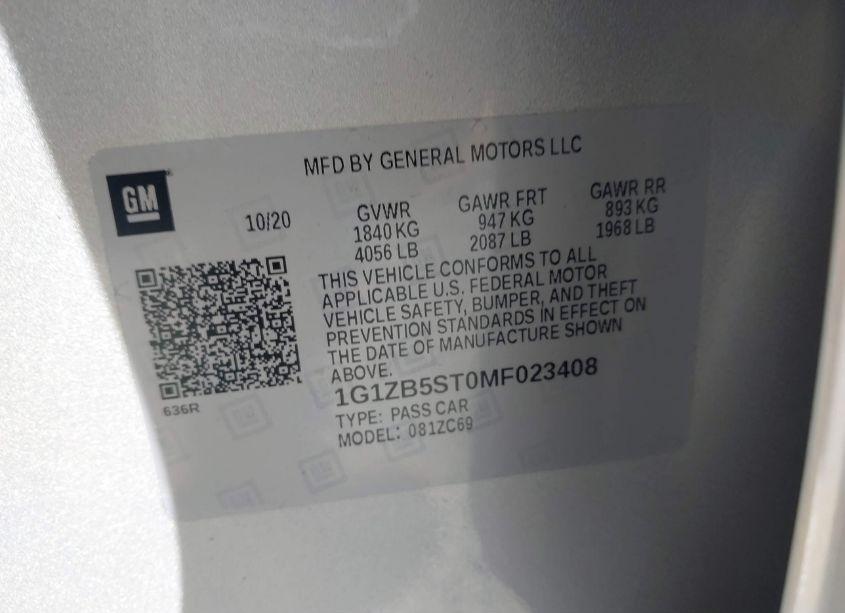 MFD BY GENERAL MOTORS LLC
GM
10/20
GVWR
1840 KG
4056 LB
GAWR FRT
947 KG
2087 LB
GAWR RR
893 KG
1968 LB
THIS VEHICLE CONFORMS TO ALL
APPLICABLE U.S. FEDERAL MOTOR
VEHICLE SAFETY, BUMPER, AND THEFT
PREVENTION STANDARDS IN EFFECT ON
THE DATE OF MANUFACTURE SHOWN
ABOVE.
1G1ZB5ST0MF023408
TYPE: PASS CAR
MODEL: 081ZC69
636R